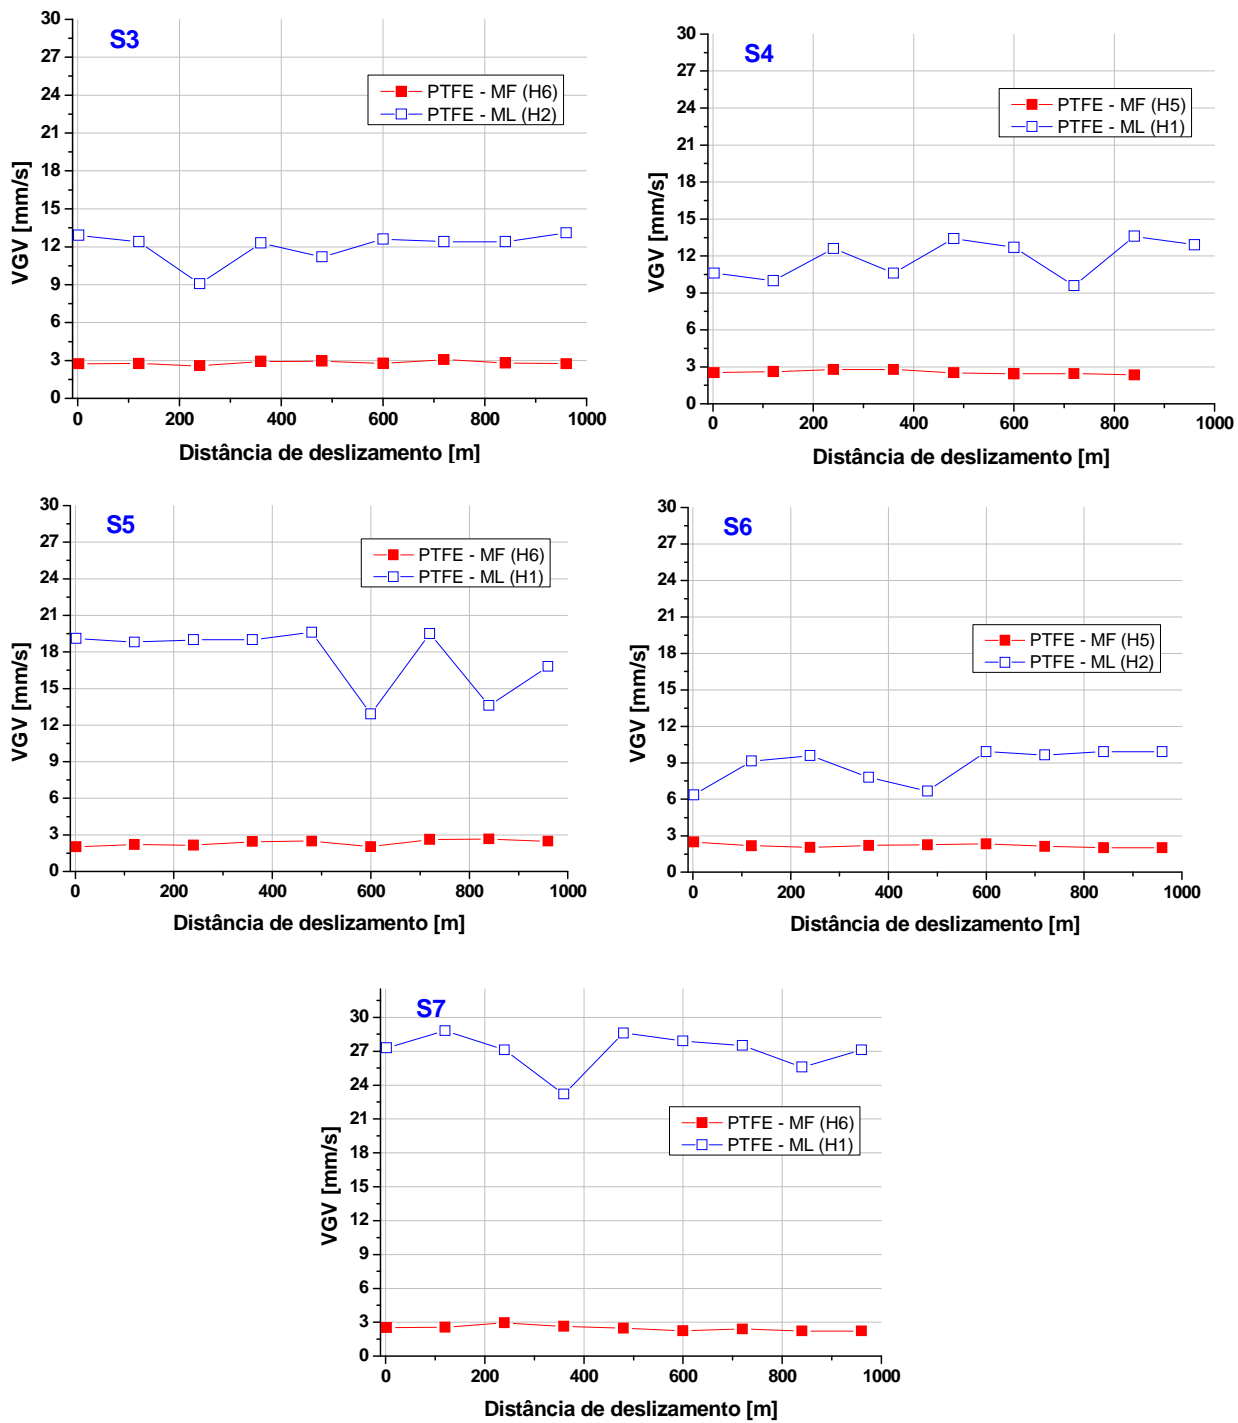 S3
PTFE - MF (H6)
PTFE - ML (H2)
VGV [mm/s]
30
27
24
21
18
15
12
9
6
3
0
0 200 400 600 800 1000
Distância de deslizamento [m]
S4
PTFE - MF (H5)
PTFE - ML (H1)
VGV [mm/s]
30
27
24
21
18
15
12
9
6
3
0
0 200 400 600 800 1000
Distância de deslizamento [m]
S5
PTFE - MF (H6)
PTFE - ML (H1)
VGV [mm/s]
30
27
24
21
18
15
12
9
6
3
0
0 200 400 600 800 1000
Distância de deslizamento [m]
S6
PTFE - MF (H5)
PTFE - ML (H2)
VGV [mm/s]
30
27
24
21
18
15
12
9
6
3
0
0 200 400 600 800 1000
Distância de deslizamento [m]
S7
PTFE - MF (H6)
PTFE - ML (H1)
VGV [mm/s]
30
27
24
21
18
15
12
9
6
3
0
0 200 400 600 800 1000
Distância de deslizamento [m]